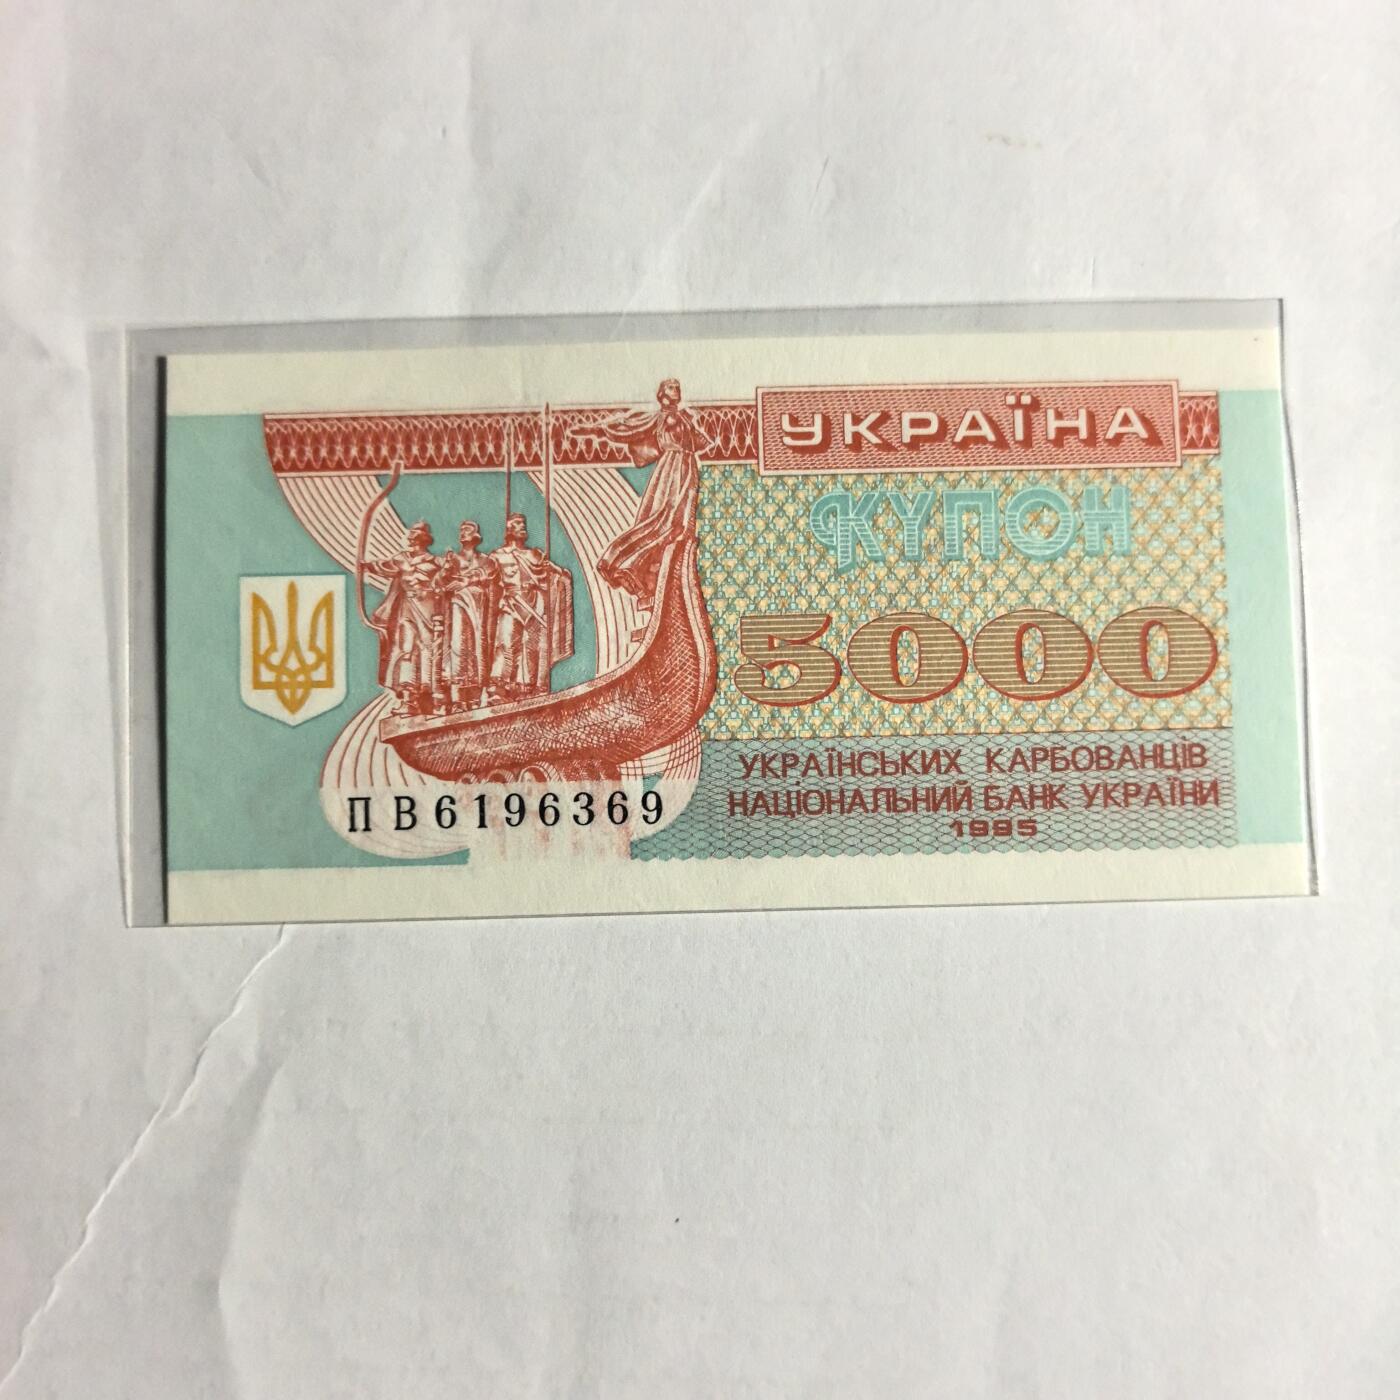 УКРАЇНА
КУПОН
5000
УКРАЇНСЬКИХ КАРБОВАНЦІВ
НАЦІОНАЛЬНИЙ БАНК УКРАЇНИ
1995
ПВ6196369